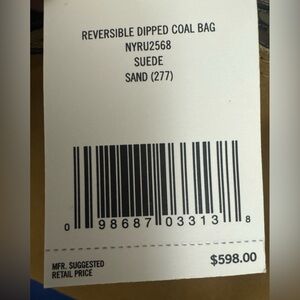 REVERSIBLE DIPPED COAL BAG
NYRU2568
SUEDE
SAND (277)
0 98687 03313 8
MFR. SUGGESTED
RETAIL PRICE
$598.00